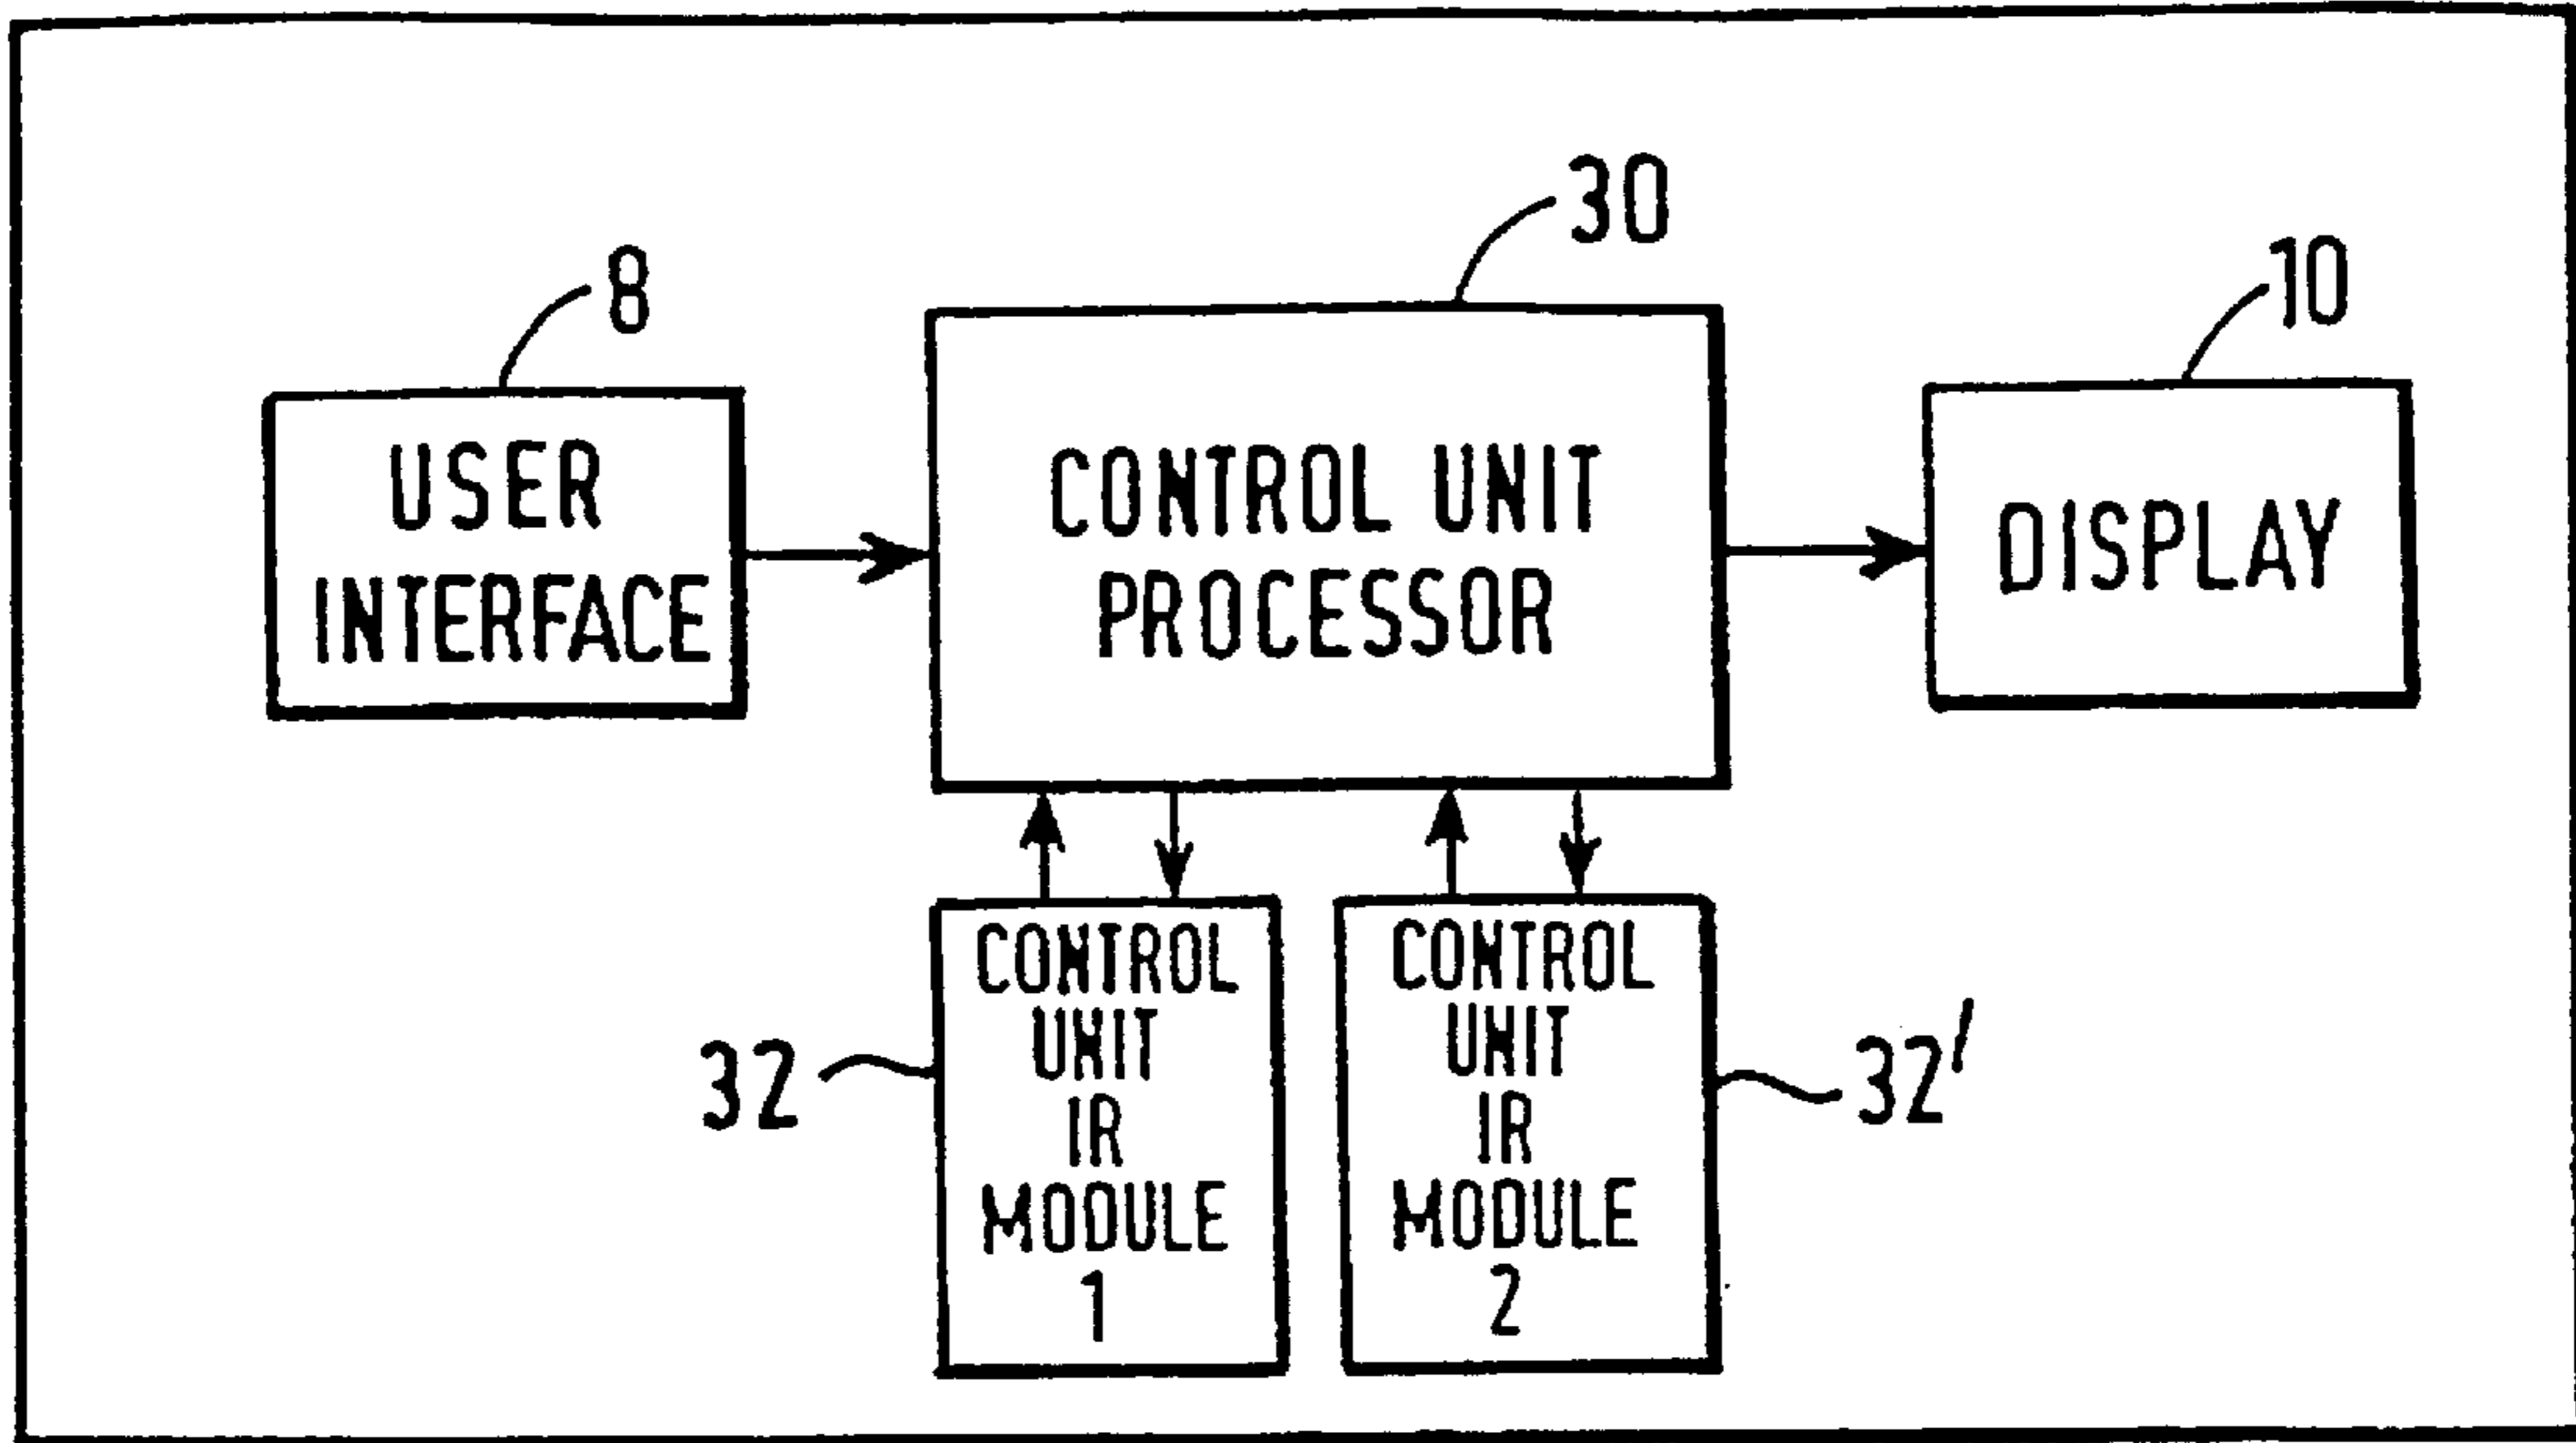 30
8
10
USER
INTERFACE
CONTROL UNIT
PROCESSOR
DISPLAY
32
CONTROL
UNIT
IR
MODULE
1
CONTROL
UNIT
IR
MODULE
2
32'